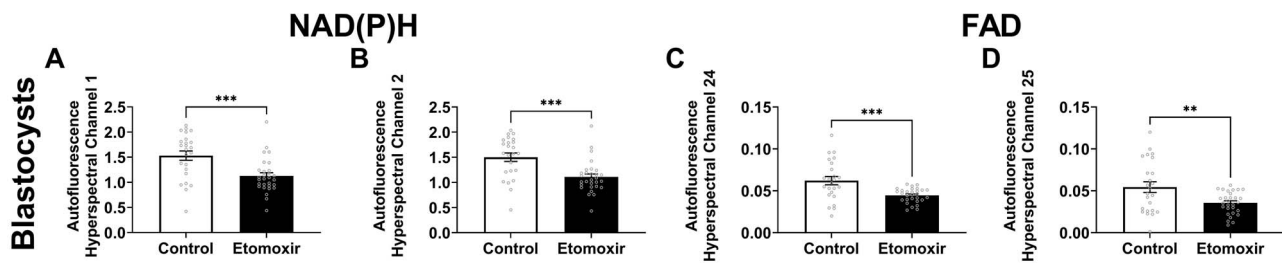 NAD(P)H
FAD
Blastocysts
A
Autofluorescence
Hyperspectral Channel 1
2.5
2.0
1.5
1.0
0.5
0.0
***
Control Etomoxir
B
Autofluorescence
Hyperspectral Channel 2
2.5
2.0
1.5
1.0
0.5
0.0
***
Control Etomoxir
C
Autofluorescence
Hyperspectral Channel 24
0.15
0.10
0.05
0.00
***
Control Etomoxir
D
Autofluorescence
Hyperspectral Channel 25
0.15
0.10
0.05
0.00
**
Control Etomoxir